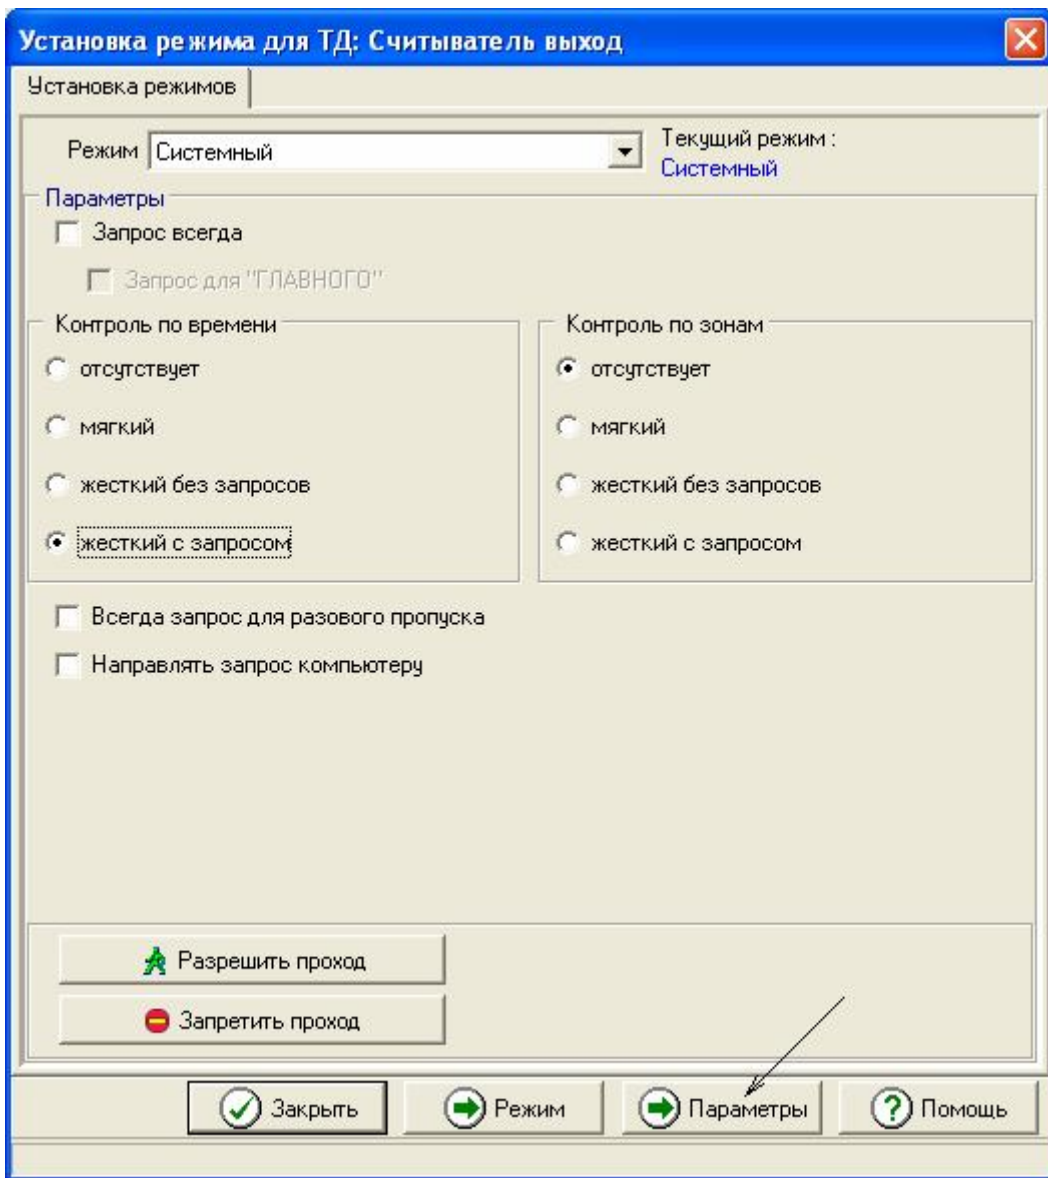 Установка режима для ТД: Считыватель выход
Установка режимов
Режим Системный
Текущий режим :
Системный
Параметры
Запрос всегда
Запрос для "ГЛАВНОГО"
Контроль по времени
отсутствует
мягкий
жесткий без запросов
жесткий с запросом
Контроль по зонам
отсутствует
мягкий
жесткий без запросов
жесткий с запросом
Всегда запрос для разового пропуска
Направлять запрос компьютеру
Разрешить проход
Запретить проход
Закрыть Режим Параметры Помощь